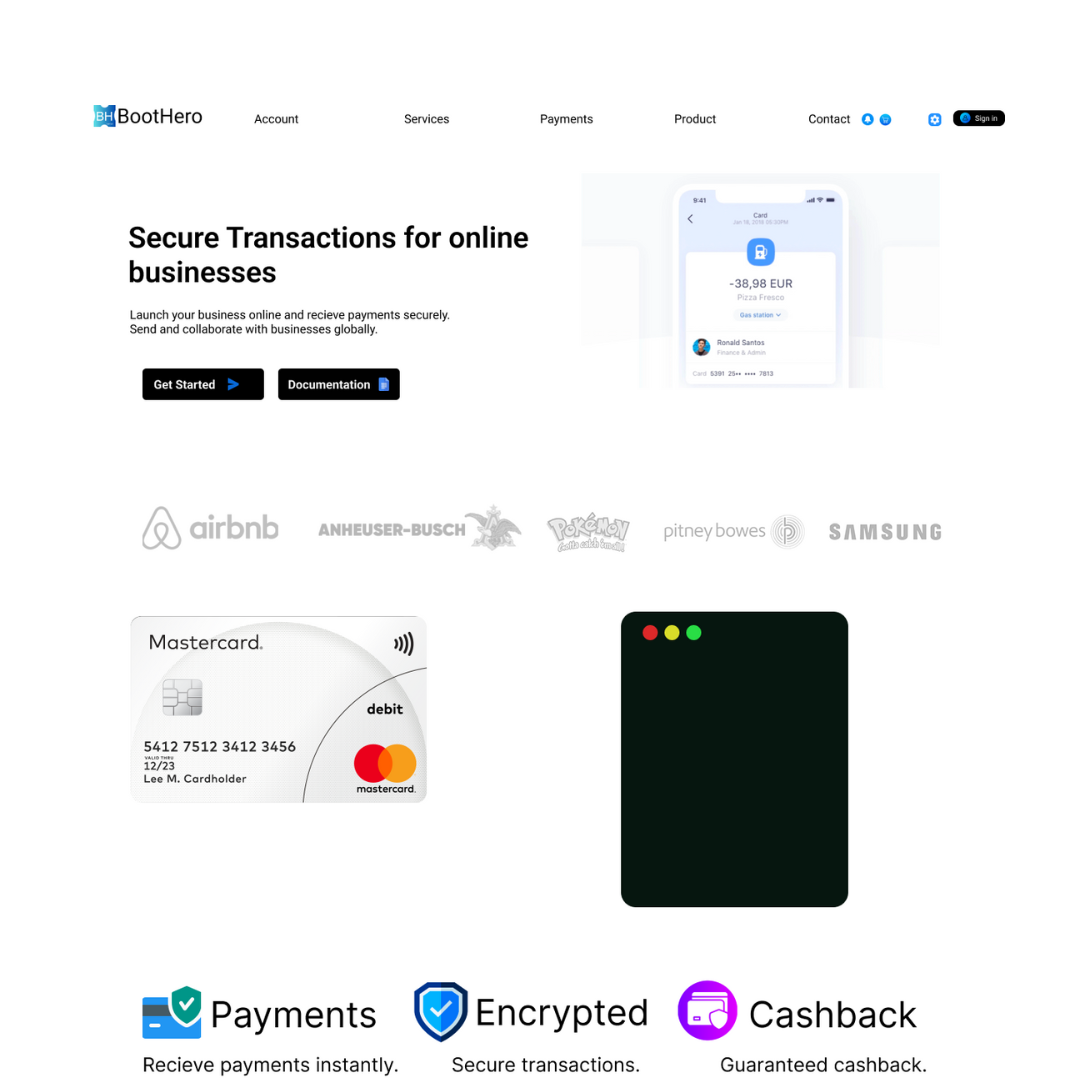 BH BootHero
Account
Services
Payments
Product
Contact
Sign in
Secure Transactions for online
businesses
Launch your business online and recieve payments securely.
Send and collaborate with businesses globally.
Get Started
Documentation
9:41
Card
Jun 19, 2019 05:50PM
-38,98 EUR
Pizza Fresco
Gas station
Ronald Santos
Finance & Admin
Card 5391 25•• •••• 7813
airbnb
ANHEUSER-BUSCH
POKéMON
Gotta catch 'em all!
pitney bowes
SAMSUNG
Mastercard.
debit
5412 7512 3412 3456
VALID THRU
12/23
Lee M. Cardholder
mastercard.
Payments
Encrypted
Cashback
Recieve payments instantly.
Secure transactions.
Guaranteed cashback.